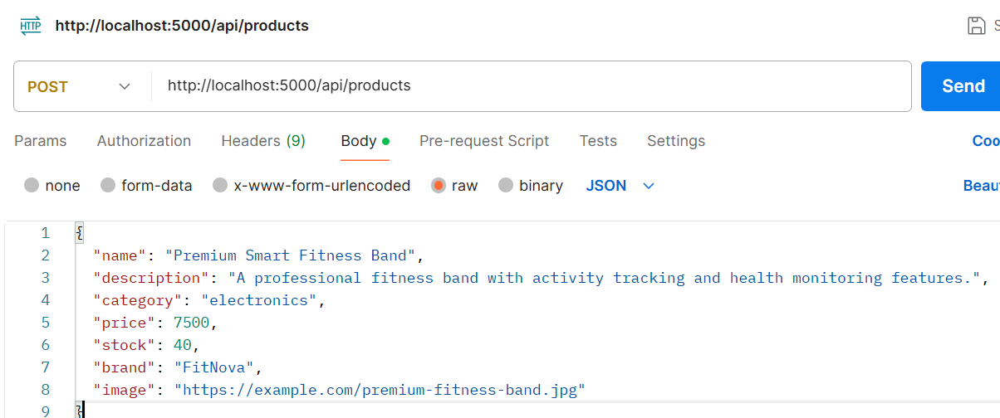 HTTP http://localhost:5000/api/products S
POST http://localhost:5000/api/products Send
Params Authorization Headers (9) Body Pre-request Script Tests Settings Coo
none form-data x-www-form-urlencoded raw binary JSON Beau
1 {
2 "name": "Premium Smart Fitness Band",
3 "description": "A professional fitness band with activity tracking and health monitoring features.",
4 "category": "electronics",
5 "price": 7500,
6 "stock": 40,
7 "brand": "FitNova",
8 "image": "https://example.com/premium-fitness-band.jpg"
9 }